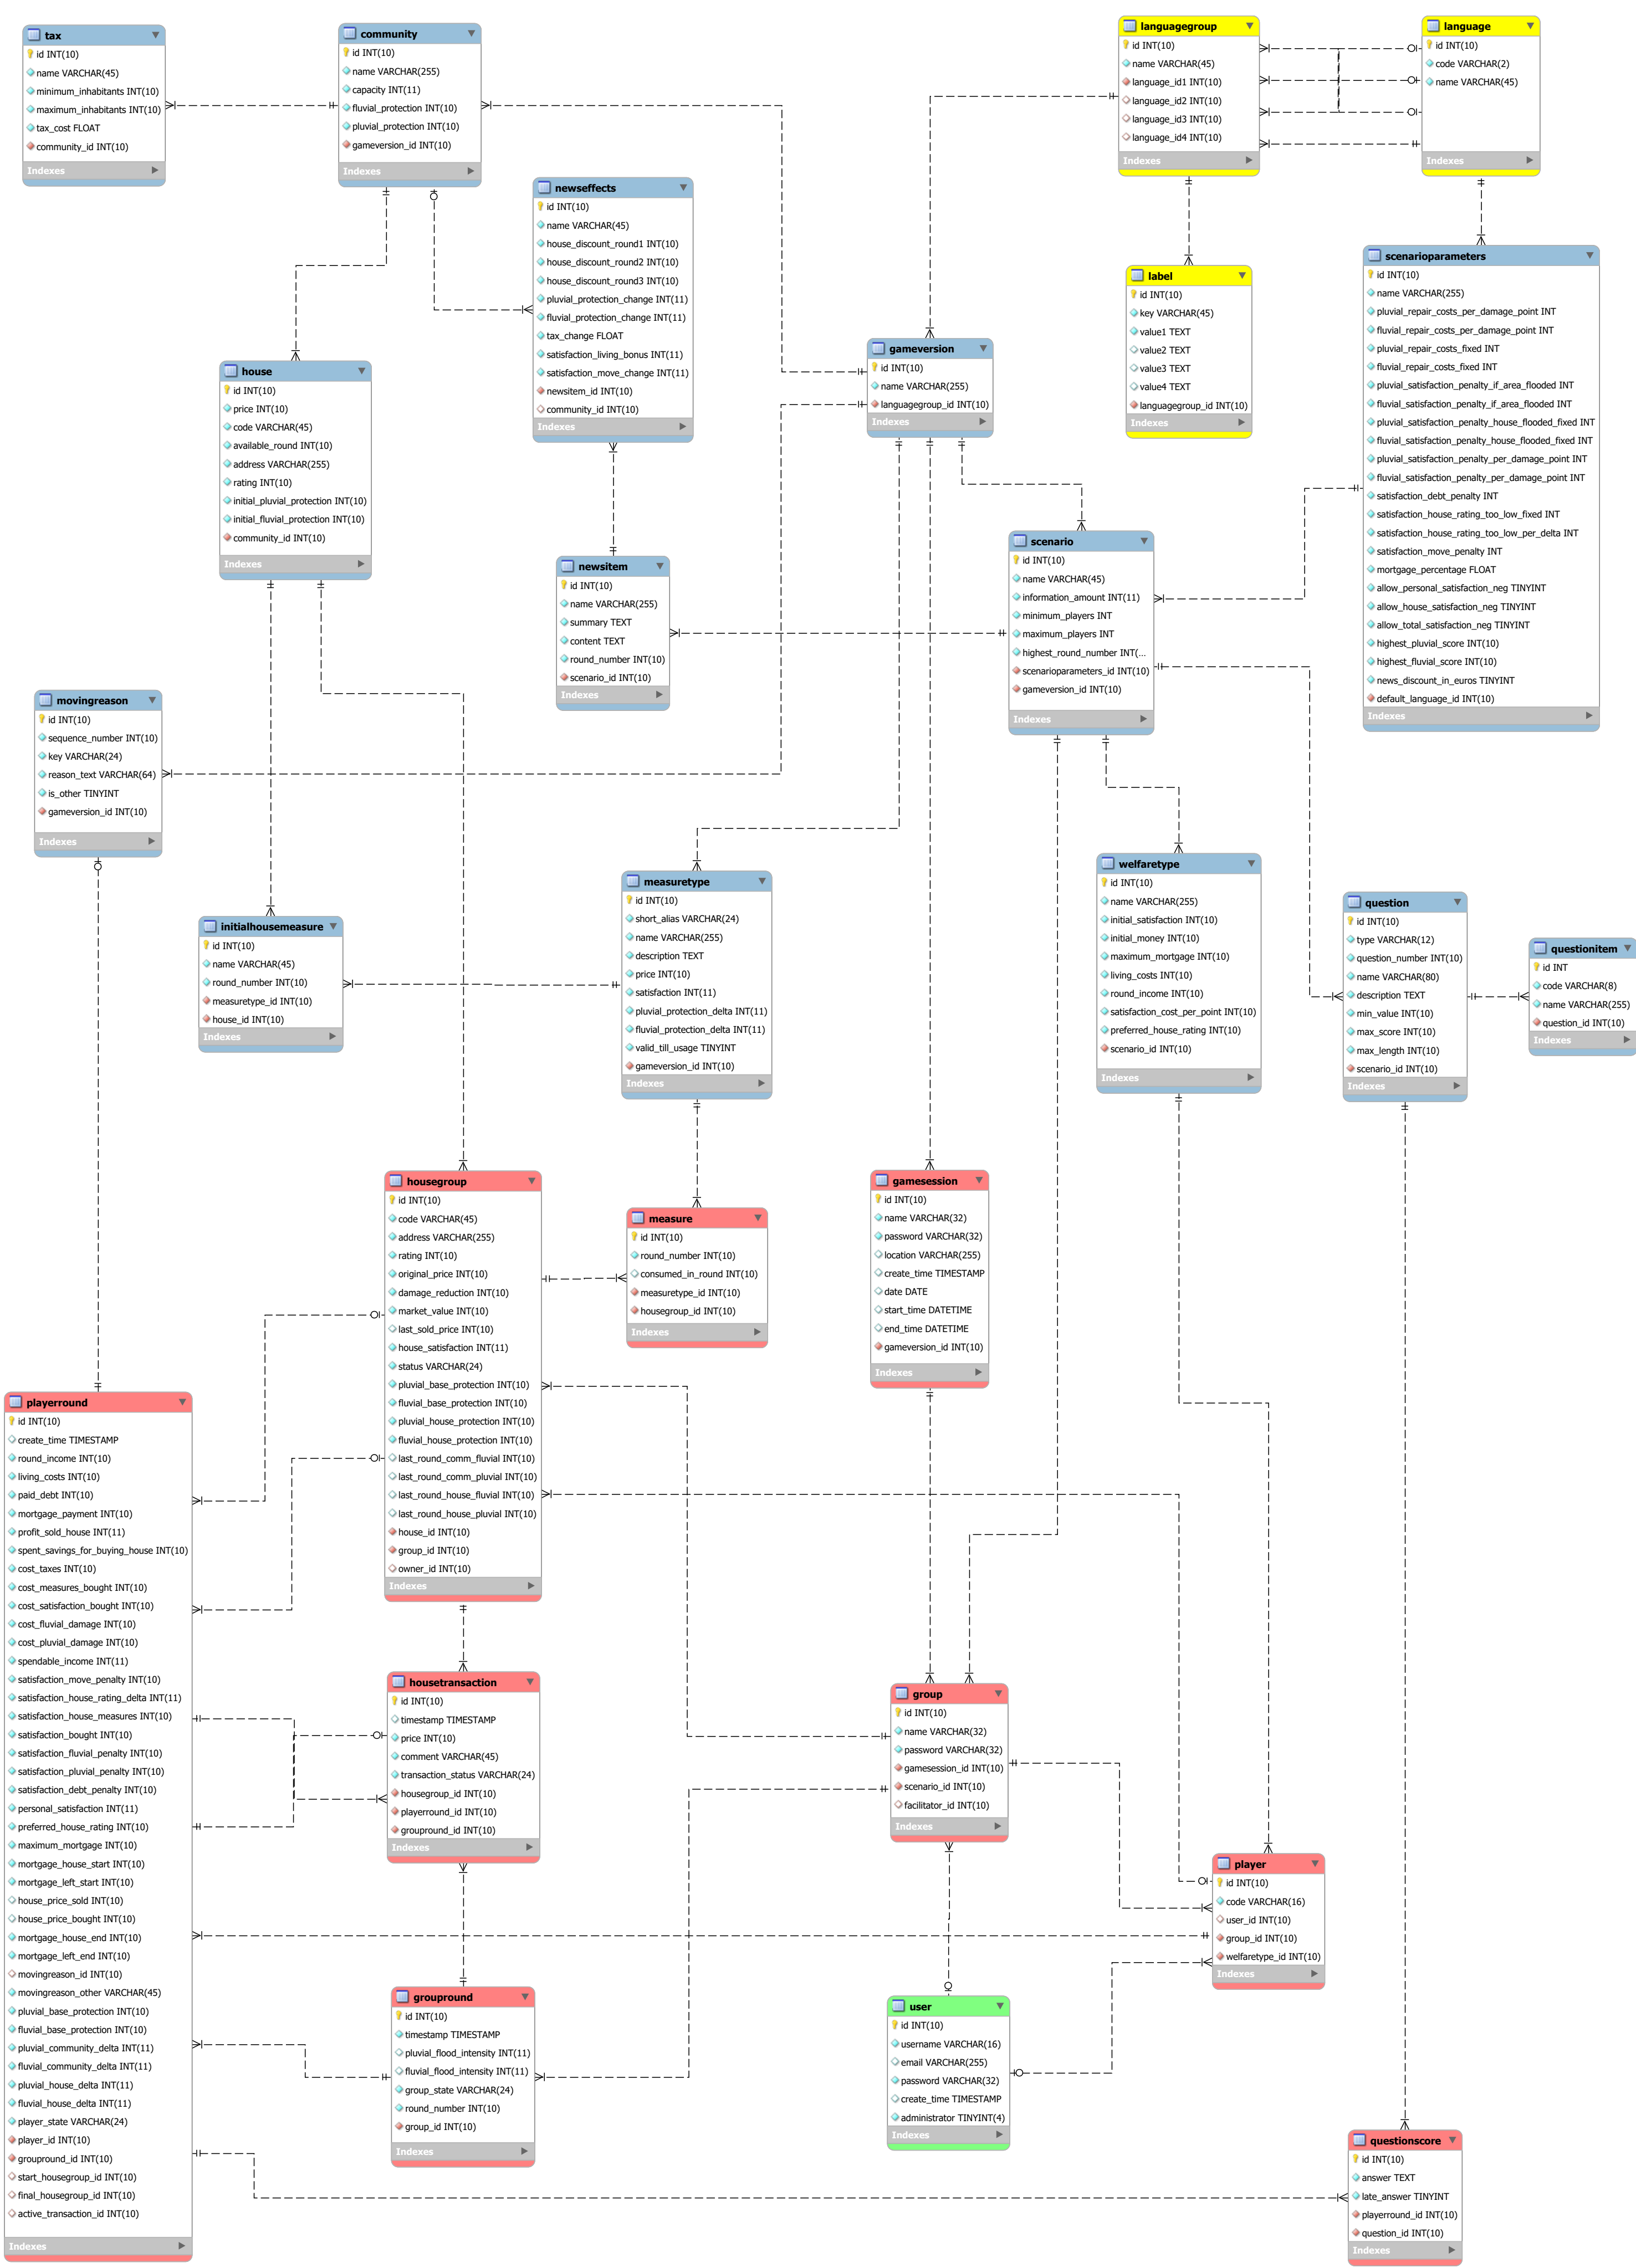 tax
id INT(10)
name VARCHAR(45)
minimum_inhabitants INT(10)
maximum_inhabitants INT(10)
tax_cost FLOAT
community_id INT(10)
Indexes
community
id INT(10)
name VARCHAR(255)
capacity INT(11)
fluvial_protection INT(10)
pluvial_protection INT(10)
gameversion_id INT(10)
Indexes
languagegroup
id INT(10)
name VARCHAR(45)
language_id1 INT(10)
language_id2 INT(10)
language_id3 INT(10)
language_id4 INT(10)
Indexes
language
id INT(10)
code VARCHAR(2)
name VARCHAR(45)
Indexes
newseffects
id INT(10)
name VARCHAR(45)
house_discount_round1 INT(10)
house_discount_round2 INT(10)
house_discount_round3 INT(10)
pluvial_protection_change INT(11)
fluvial_protection_change INT(11)
tax_change FLOAT
satisfaction_living_bonus INT(11)
satisfaction_move_change INT(11)
newsitem_id INT(10)
community_id INT(10)
Indexes
label
id INT(10)
key VARCHAR(45)
value1 TEXT
value2 TEXT
value3 TEXT
value4 TEXT
languagegroup_id INT(10)
Indexes
scenarioparameters
id INT(10)
name VARCHAR(255)
pluvial_repair_costs_per_damage_point INT
fluvial_repair_costs_per_damage_point INT
pluvial_repair_costs_fixed INT
fluvial_repair_costs_fixed INT
pluvial_satisfaction_penalty_if_area_flooded INT
fluvial_satisfaction_penalty_if_area_flooded INT
pluvial_satisfaction_penalty_house_flooded_fixed INT
fluvial_satisfaction_penalty_house_flooded_fixed INT
pluvial_satisfaction_penalty_per_damage_point INT
fluvial_satisfaction_penalty_per_damage_point INT
satisfaction_debt_penalty INT
satisfaction_house_rating_too_low_fixed INT
satisfaction_house_rating_too_low_per_delta INT
satisfaction_move_penalty INT
mortgage_percentage FLOAT
allow_personal_satisfaction_neg TINYINT
allow_house_satisfaction_neg TINYINT
allow_total_satisfaction_neg TINYINT
highest_pluvial_score INT(10)
highest_fluvial_score INT(10)
news_discount_in_euros TINYINT
default_language_id INT(10)
Indexes
gameversion
id INT(10)
name VARCHAR(255)
languagegroup_id INT(10)
Indexes
house
id INT(10)
price INT(10)
code VARCHAR(45)
available_round INT(10)
address VARCHAR(255)
rating INT(10)
initial_pluvial_protection INT(10)
initial_fluvial_protection INT(10)
community_id INT(10)
Indexes
scenario
id INT(10)
name VARCHAR(45)
information_amount INT(11)
minimum_players INT
maximum_players INT
highest_round_number INT(...
scenarioparameters_id INT(10)
gameversion_id INT(10)
Indexes
newsitem
id INT(10)
name VARCHAR(255)
summary TEXT
content TEXT
round_number INT(10)
scenario_id INT(10)
Indexes
movingreason
id INT(10)
sequence_number INT(10)
key VARCHAR(24)
reason_text VARCHAR(64)
is_other TINYINT
gameversion_id INT(10)
Indexes
welfaretype
id INT(10)
name VARCHAR(255)
initial_satisfaction INT(10)
initial_money INT(10)
maximum_mortgage INT(10)
living_costs INT(10)
round_income INT(10)
satisfaction_cost_per_point INT(10)
preferred_house_rating INT(10)
scenario_id INT(10)
Indexes
measuretype
id INT(10)
short_alias VARCHAR(24)
name VARCHAR(255)
description TEXT
price INT(10)
satisfaction INT(11)
pluvial_protection_delta INT(11)
fluvial_protection_delta INT(11)
valid_till_usage TINYINT
gameversion_id INT(10)
Indexes
question
id INT(10)
type VARCHAR(12)
question_number INT(10)
name VARCHAR(80)
description TEXT
min_value INT(10)
max_score INT(10)
max_length INT(10)
scenario_id INT(10)
Indexes
questionitem
id INT
code VARCHAR(8)
name VARCHAR(255)
question_id INT(10)
Indexes
initialhousemeasure
id INT(10)
name VARCHAR(45)
round_number INT(10)
measuretype_id INT(10)
house_id INT(10)
Indexes
housegroup
id INT(10)
code VARCHAR(45)
address VARCHAR(255)
rating INT(10)
original_price INT(10)
damage_reduction INT(10)
market_value INT(10)
last_sold_price INT(10)
house_satisfaction INT(11)
status VARCHAR(24)
pluvial_base_protection INT(10)
fluvial_base_protection INT(10)
pluvial_house_protection INT(10)
fluvial_house_protection INT(10)
last_round_comm_fluvial INT(10)
last_round_comm_pluvial INT(10)
last_round_house_fluvial INT(10)
last_round_house_pluvial INT(10)
house_id INT(10)
group_id INT(10)
owner_id INT(10)
Indexes
measure
id INT(10)
round_number INT(10)
consumed_in_round INT(10)
measuretype_id INT(10)
housegroup_id INT(10)
Indexes
gamesession
id INT(10)
name VARCHAR(32)
password VARCHAR(32)
location VARCHAR(255)
create_time TIMESTAMP
date DATE
start_time DATETIME
end_time DATETIME
gameversion_id INT(10)
Indexes
playerround
id INT(10)
create_time TIMESTAMP
round_income INT(10)
living_costs INT(10)
paid_debt INT(10)
mortgage_payment INT(10)
profit_sold_house INT(11)
spent_savings_for_buying_house INT(10)
cost_taxes INT(10)
cost_measures_bought INT(10)
cost_satisfaction_bought INT(10)
cost_fluvial_damage INT(10)
cost_pluvial_damage INT(10)
spendable_income INT(11)
satisfaction_move_penalty INT(10)
satisfaction_house_rating_delta INT(11)
satisfaction_house_measures INT(10)
satisfaction_bought INT(10)
satisfaction_fluvial_penalty INT(10)
satisfaction_pluvial_penalty INT(10)
satisfaction_debt_penalty INT(10)
personal_satisfaction INT(11)
preferred_house_rating INT(10)
maximum_mortgage INT(10)
mortgage_house_start INT(10)
mortgage_left_start INT(10)
house_price_sold INT(10)
house_price_bought INT(10)
mortgage_house_end INT(10)
mortgage_left_end INT(10)
movingreason_id INT(10)
movingreason_other VARCHAR(45)
pluvial_base_protection INT(10)
fluvial_base_protection INT(10)
pluvial_community_delta INT(11)
fluvial_community_delta INT(11)
pluvial_house_delta INT(11)
fluvial_house_delta INT(11)
player_state VARCHAR(24)
player_id INT(10)
groupround_id INT(10)
start_housegroup_id INT(10)
final_housegroup_id INT(10)
active_transaction_id INT(10)
Indexes
housetransaction
id INT(10)
timestamp TIMESTAMP
price INT(10)
comment VARCHAR(45)
transaction_status VARCHAR(24)
housegroup_id INT(10)
playerround_id INT(10)
groupround_id INT(10)
Indexes
group
id INT(10)
name VARCHAR(32)
password VARCHAR(32)
gamesession_id INT(10)
scenario_id INT(10)
facilitator_id INT(10)
Indexes
player
id INT(10)
code VARCHAR(16)
user_id INT(10)
group_id INT(10)
welfaretype_id INT(10)
Indexes
groupround
id INT(10)
timestamp TIMESTAMP
pluvial_flood_intensity INT(11)
fluvial_flood_intensity INT(11)
group_state VARCHAR(24)
round_number INT(10)
group_id INT(10)
Indexes
user
id INT(10)
username VARCHAR(16)
email VARCHAR(255)
password VARCHAR(32)
create_time TIMESTAMP
administrator TINYINT(4)
Indexes
questionscore
id INT(10)
answer TEXT
late_answer TINYINT
playerround_id INT(10)
question_id INT(10)
Indexes